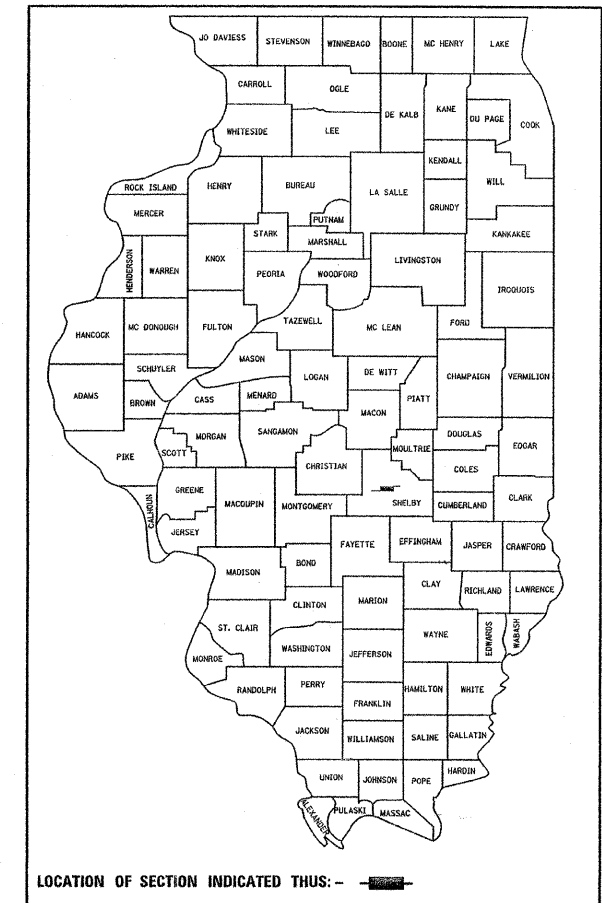 JO DAVIESS STEVENSON WINNEBAGO BOONE MC HENRY LAKE
CARROLL OGLE DE KALB KANE DU PAGE COOK
WHITESIDE LEE KENDALL WILL
ROCK ISLAND HENRY BUREAU LA SALLE GRUNDY
MERCER STARK PUTNAM KANKAKEE
HENDERSON WARREN KNOX MARSHALL LIVINGSTON
PEORIA WOODFORD IROQUOIS
HANCOCK MC DONOUGH FULTON TAZEWELL MC LEAN FORD
SCHUYLER MASON LOGAN DE WITT CHAMPAIGN VERMILION
ADAMS BROWN CASS MENARD MACON PIATT
PIKE SCOTT MORGAN SANGAMON CHRISTIAN MOULTRIE DOUGLAS EDGAR
COLES
CALHOUN GREENE MACOUPIN MONTGOMERY SHELBY CUMBERLAND CLARK
JERSEY FAYETTE EFFINGHAM JASPER CRAWFORD
MADISON BOND CLAY RICHLAND LAWRENCE
CLINTON MARION
ST. CLAIR WAYNE EDWARDS WABASH
MONROE WASHINGTON JEFFERSON
RANDOLPH PERRY FRANKLIN HAMILTON WHITE
JACKSON WILLIAMSON SALINE GALLATIN
UNION JOHNSON POPE HARDIN
ALEXANDER PULASKI MASSAC
LOCATION OF SECTION INDICATED THUS: -